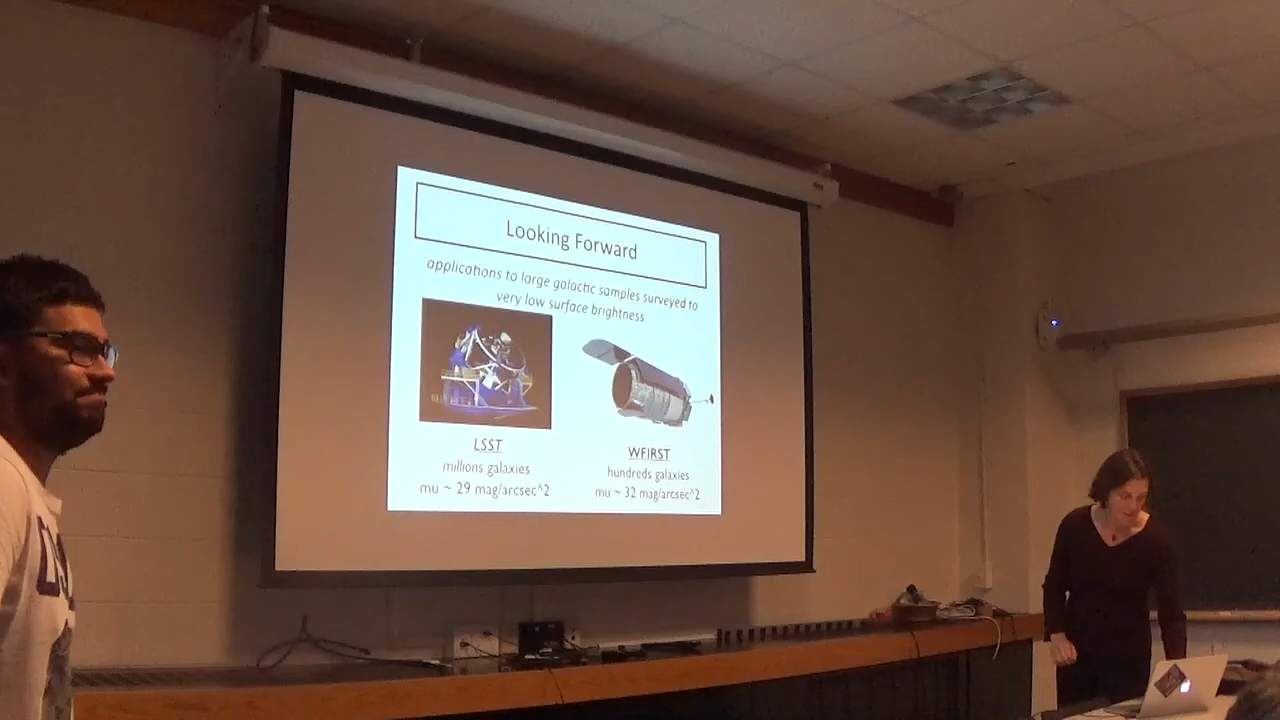 Looking Forward
applications to large galactic samples surveyed to
very low surface brightness
LSST
millions galaxies
mu ~ 29 mag/arcsec^2
WFIRST
hundreds galaxies
mu ~ 32 mag/arcsec^2